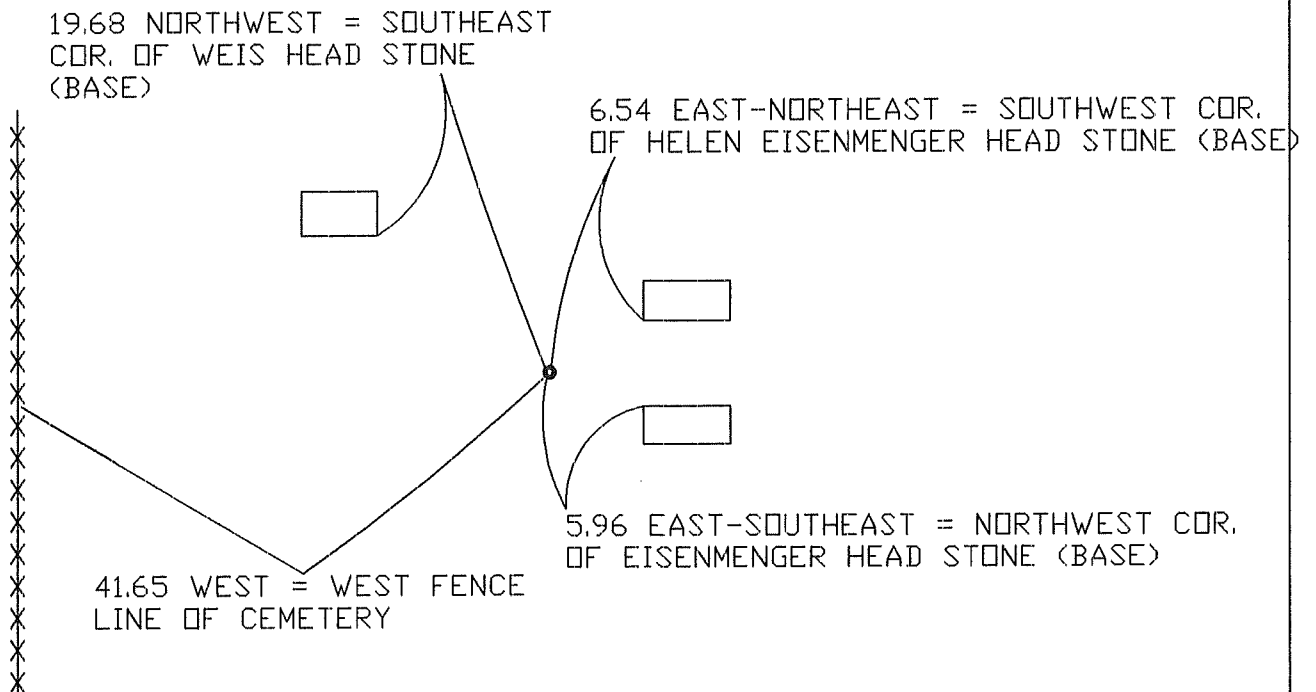 19.68 NORTHWEST = SOUTHEAST
COR. OF WEIS HEAD STONE
(BASE)
6.54 EAST-NORTHEAST = SOUTHWEST COR.
OF HELEN EISENMENGER HEAD STONE (BASE)
5.96 EAST-SOUTHEAST = NORTHWEST COR.
OF EISENMENGER HEAD STONE (BASE)
41.65 WEST = WEST FENCE
LINE OF CEMETERY